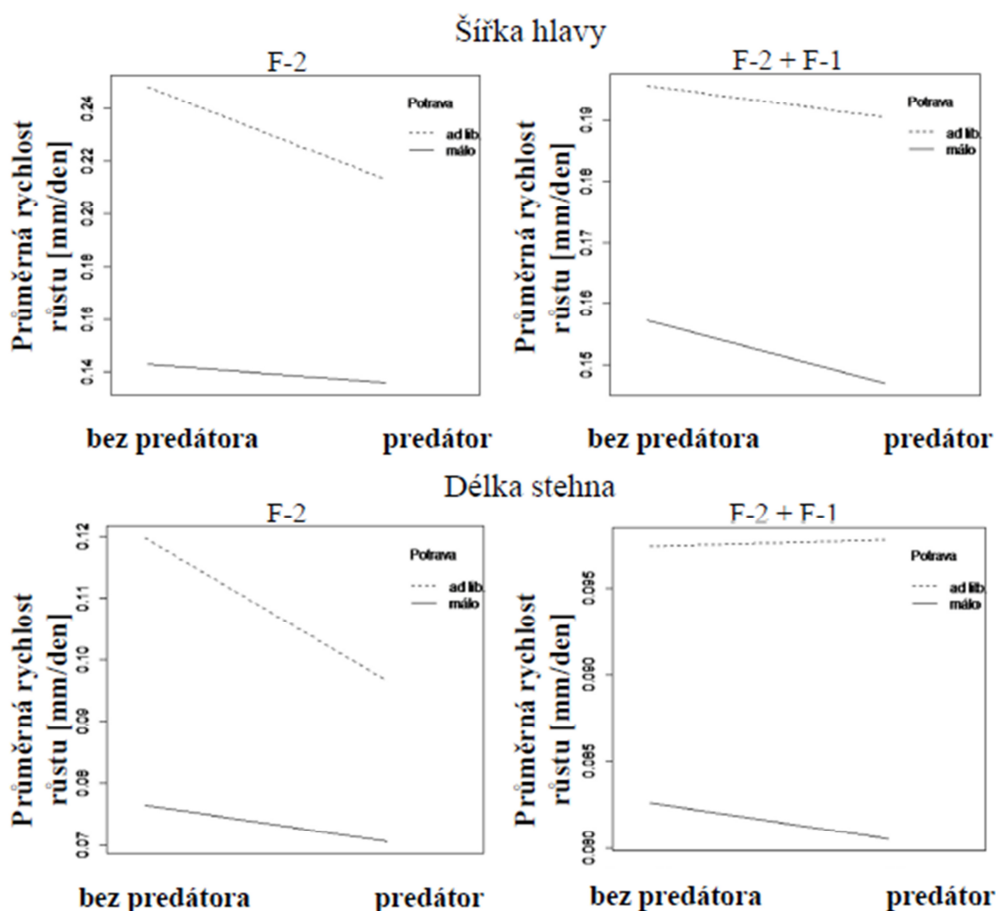 Šířka hlavy
F-2
F-2 + F-1
Průměrná rychlost
růstu [mm/den]
0.24
0.22
0.20
0.18
0.16
0.14
Potrava
ad lib.
málo
Průměrná rychlost
růstu [mm/den]
0.19
0.18
0.17
0.16
0.15
Potrava
ad lib.
málo
bez predátora
predátor
bez predátora
predátor
Délka stehna
F-2
F-2 + F-1
Průměrná rychlost
růstu [mm/den]
0.12
0.11
0.10
0.09
0.08
0.07
Potrava
ad lib.
málo
Průměrná rychlost
růstu [mm/den]
0.095
0.090
0.085
0.080
Potrava
ad lib.
málo
bez predátora
predátor
bez predátora
predátor